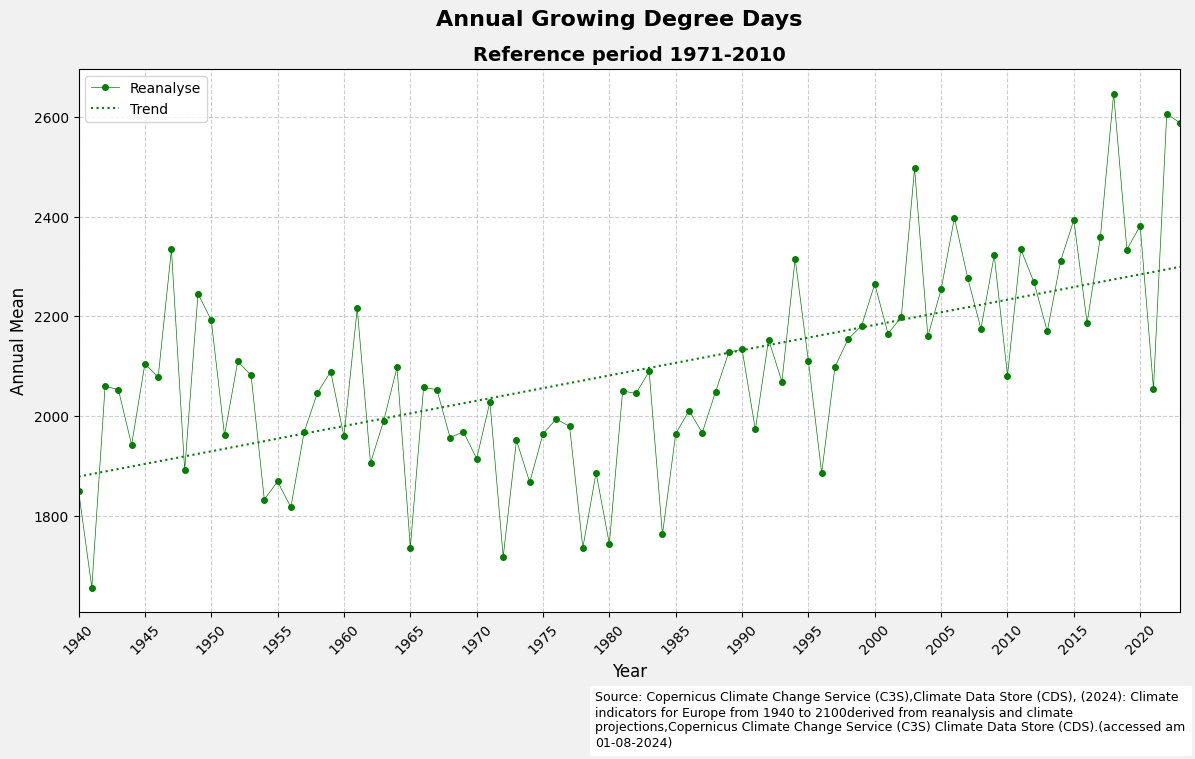 Annual Growing Degree Days
Reference period 1971-2010
Reanalyse
Trend
2600
2400
2200
2000
1800
Annual Mean
1940
1945
1950
1955
1960
1965
1970
1975
1980
1985
1990
1995
2000
2005
2010
2015
2020
Year
Source: Copernicus Climate Change Service (C3S),Climate Data Store (CDS), (2024): Climate
indicators for Europe from 1940 to 2100derived from reanalysis and climate
projections,Copernicus Climate Change Service (C3S) Climate Data Store (CDS).(accessed am
01-08-2024)